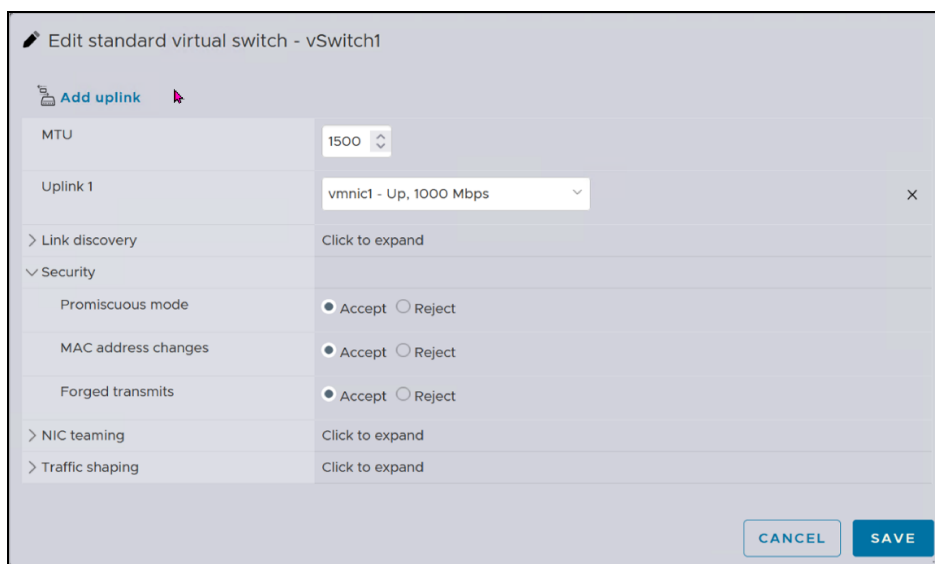 Edit standard virtual switch - vSwitch1
Add uplink
MTU 1500
Uplink 1 vmnic1 - Up, 1000 Mbps
Link discovery Click to expand
Security
Promiscuous mode Accept Reject
MAC address changes Accept Reject
Forged transmits Accept Reject
NIC teaming Click to expand
Traffic shaping Click to expand
CANCEL SAVE